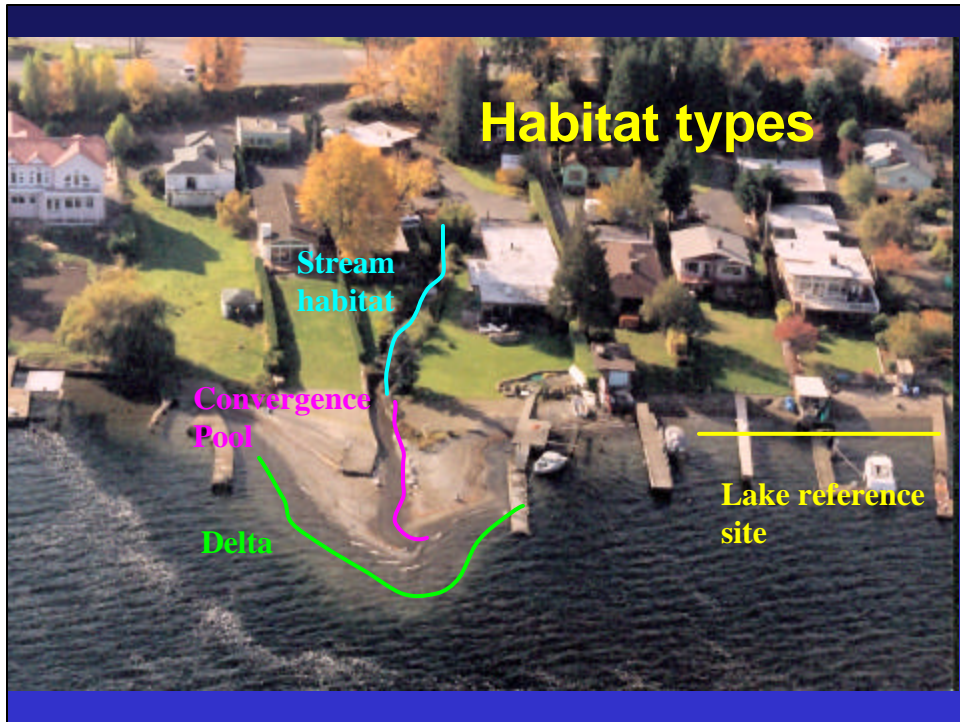 Habitat types
Stream
habitat
Convergence
Pool
Delta
Lake reference
site